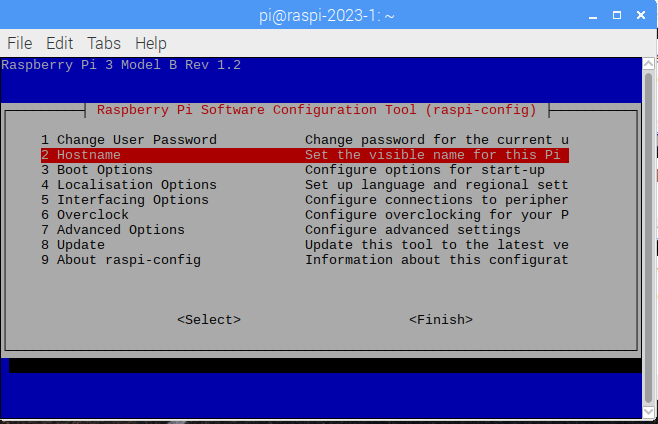 pi@raspi-2023-1: ~
File Edit Tabs Help
Raspberry Pi 3 Model B Rev 1.2
Raspberry Pi Software Configuration Tool (raspi-config)
1 Change User Password Change password for the current u
2 Hostname Set the visible name for this Pi
3 Boot Options Configure options for start-up
4 Localisation Options Set up language and regional sett
5 Interfacing Options Configure connections to peripher
6 Overclock Configure overclocking for your P
7 Advanced Options Configure advanced settings
8 Update Update this tool to the latest ve
9 About raspi-config Information about this configurat
<Select> <Finish>